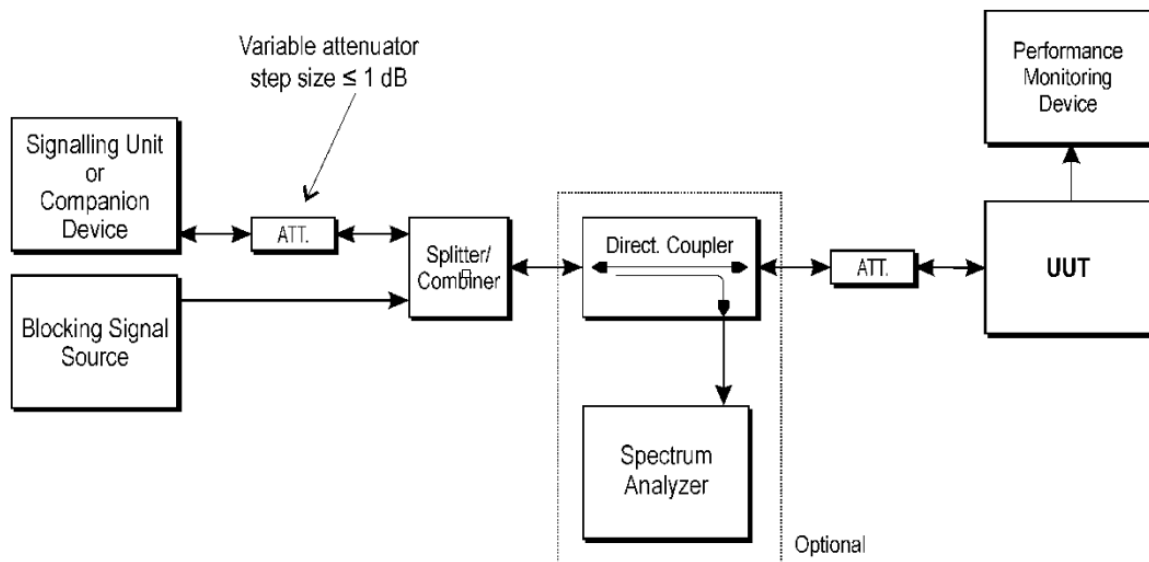 Variable attenuator
step size ≤ 1 dB
Performance
Monitoring
Device
Signalling Unit
or
Companion
Device
ATT.
Splitter/
Combiner
Direct. Coupler
ATT.
UUT
Blocking Signal
Source
Spectrum
Analyzer
Optional